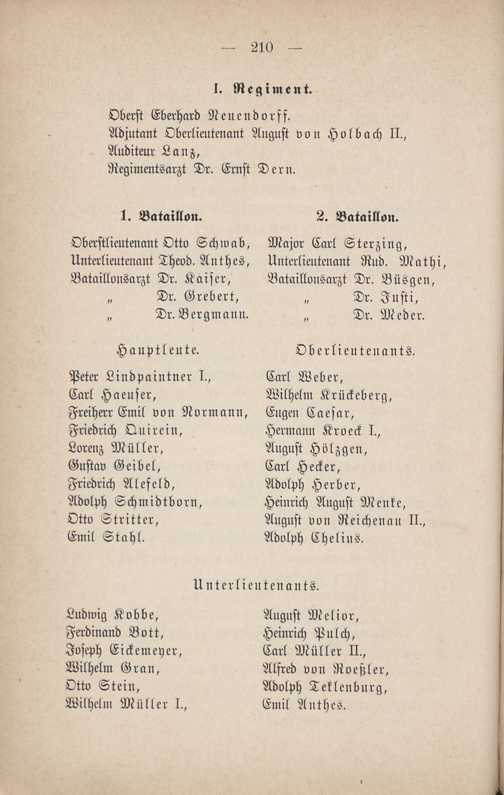 — 210 —
I. Regiment.
Oberst Eberhard Neuendorff.
Adjutant Oberlieutenant August von Holbach II.,
Auditeur Lanz,
Regimentsarzt Dr. Ernst Dern.
1. Bataillon.
Oberstlieutenant Otto Schwab,
Unterlieutenant Theod. Anthes,
Bataillonsarzt Dr. Kaiser,
„ Dr. Grebert,
„ Dr. Bergmann.
2. Bataillon.
Major Carl Sterzing,
Unterlieutenant Rud. Mathi,
Bataillonsarzt Dr. Büsgen,
„ Dr. Justi,
„ Dr. Meder.
Hauptleute.
Peter Lindpaintner I.,
Carl Haeuser,
Freiherr Emil von Normann,
Friedrich Quirein,
Lorenz Müller,
Gustav Geibel,
Friedrich Alefeld,
Adolph Schmidtborn,
Otto Stritter,
Emil Stahl.
Oberlieutenants.
Carl Weber,
Wilhelm Krückeberg,
Eugen Caesar,
Hermann Kroeck I.,
August Hölzgen,
Carl Hecker,
Adolph Herber,
Heinrich August Menke,
August von Reichenau II.,
Adolph Chelius.
Unterlieutenants.
Ludwig Kobbe,
Ferdinand Bott,
Joseph Eickemeyer,
Wilhelm Gran,
Otto Stein,
Wilhelm Müller I.,
August Melior,
Heinrich Pulch,
Carl Müller II.,
Alfred von Roeßler,
Adolph Teklenburg,
Emil Anthes.